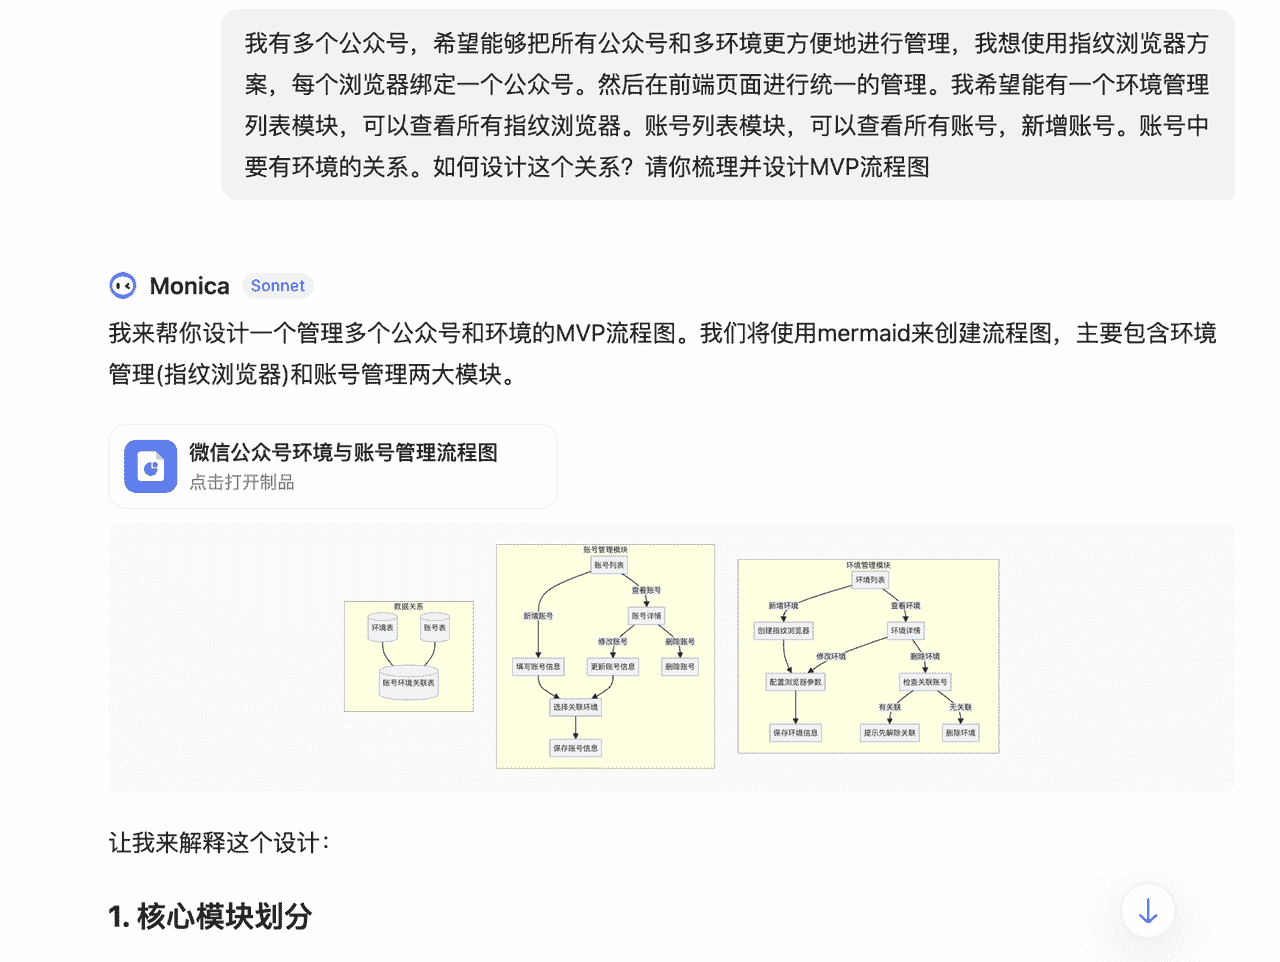 我有多个公众号，希望能够把所有公众号和多环境更方便地进行管理，我想使用指纹浏览器方
案，每个浏览器绑定一个公众号。然后在前端页面进行统一的管理。我希望能有一个环境管理
列表模块，可以查看所有指纹浏览器。账号列表模块，可以查看所有账号，新增账号。账号中
要有环境的关系。如何设计这个关系？请你梳理并设计MVP流程图
Monica Sonnet
我来帮你设计一个管理多个公众号和环境的MVP流程图。我们将使用mermaid来创建流程图，主要包含环境
管理(指纹浏览器)和账号管理两大模块。
微信公众号环境与账号管理流程图
点击打开制品
数据关系
环境表
账号表
账号环境关联表
账号管理模块
账号列表
新增账号
查看账号
账号详情
修改账号
删除账号
填写账号信息
更新账号信息
删除账号
选择关联环境
保存账号信息
环境管理模块
环境列表
新增环境
查看环境
创建指纹浏览器
环境详情
修改环境
删除环境
配置浏览器参数
检查关联账号
有关联
无关联
保存环境信息
提示先解除关联
删除环境
让我来解释这个设计：
1. 核心模块划分